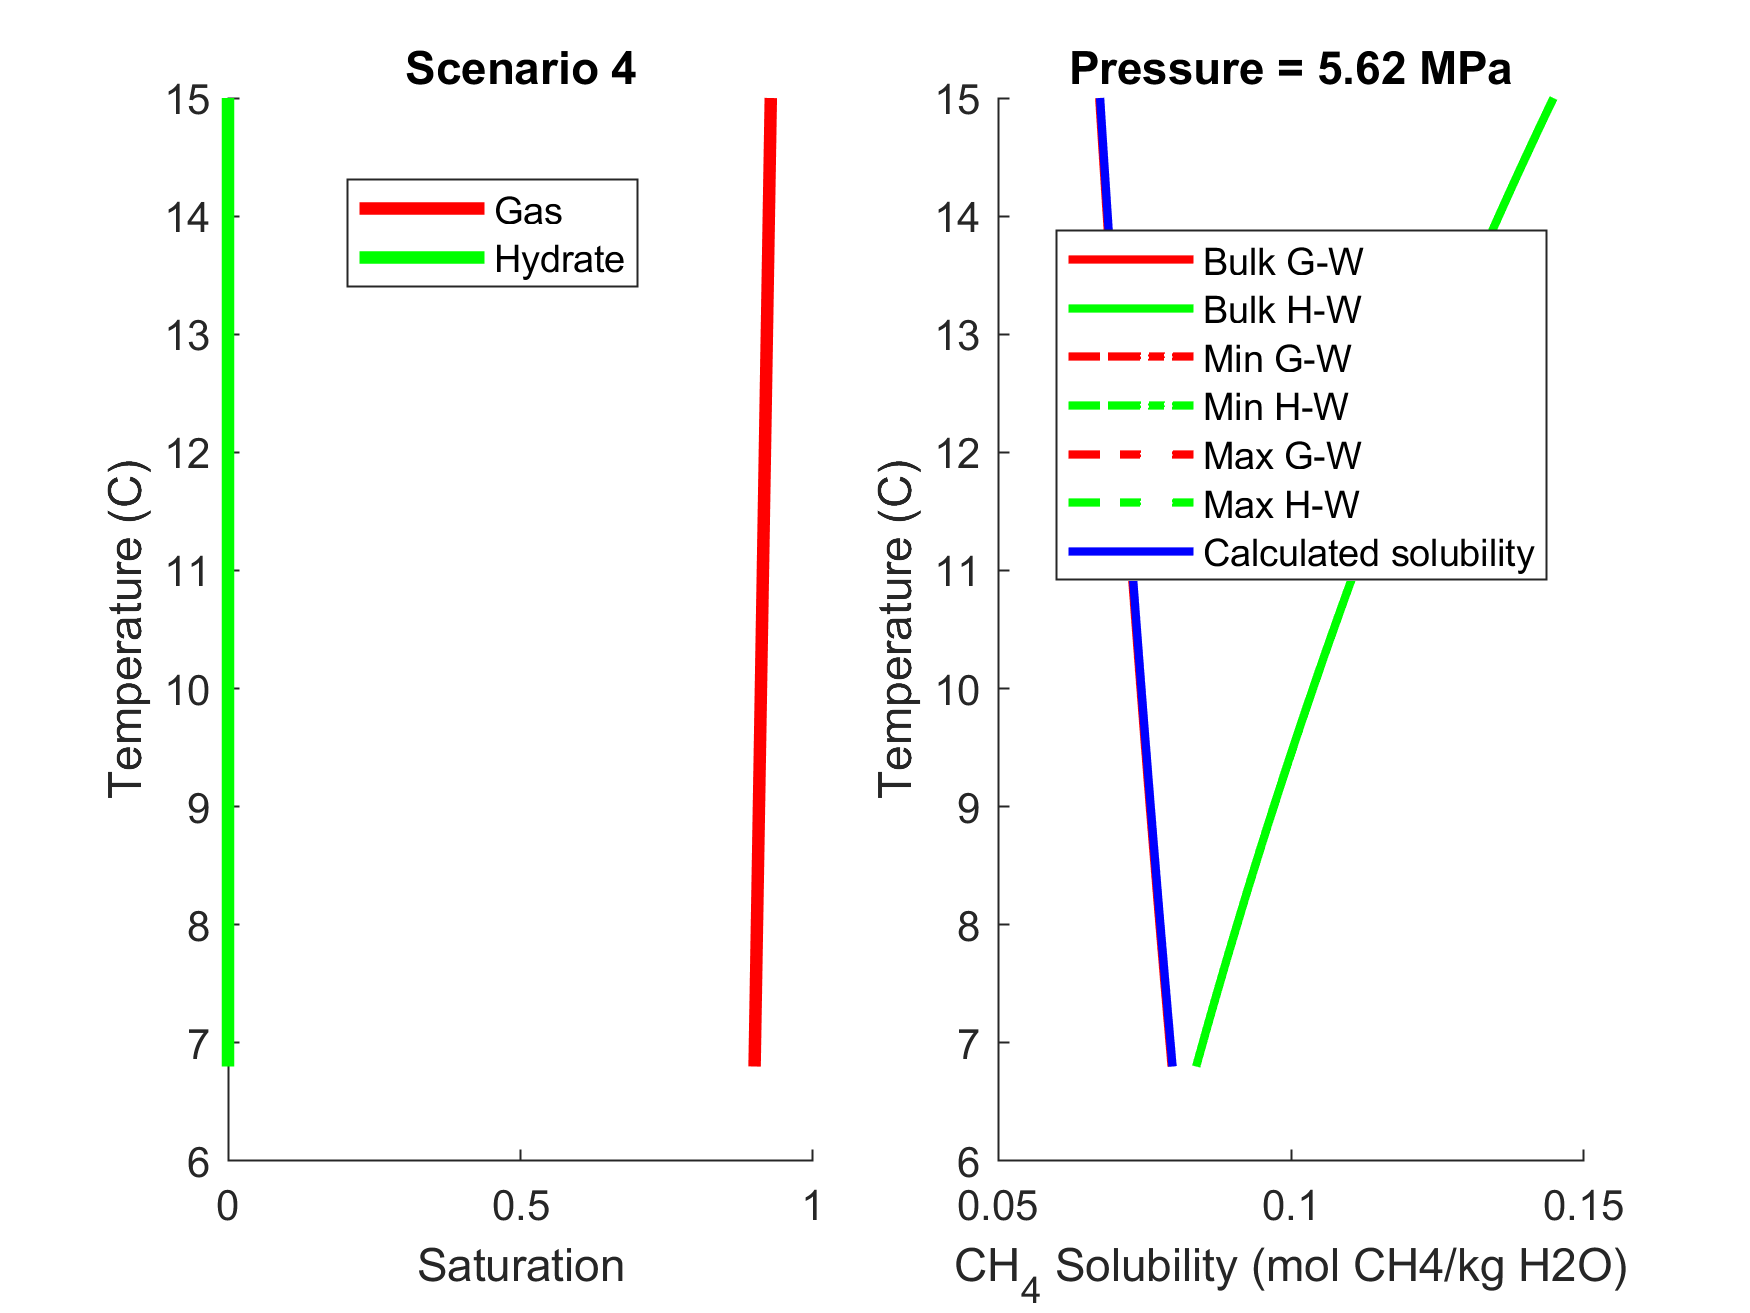 Scenario 4
15
14
13
12
11
10
9
8
7
6
0
0.5
1
Temperature (C)
Saturation
Gas
Hydrate
Pressure = 5.62 MPa
15
14
13
12
11
10
9
8
7
6
0.05
0.1
0.15
Temperature (C)
CH4 Solubility (mol CH4/kg H2O)
Bulk G-W
Bulk H-W
Min G-W
Min H-W
Max G-W
Max H-W
Calculated solubility